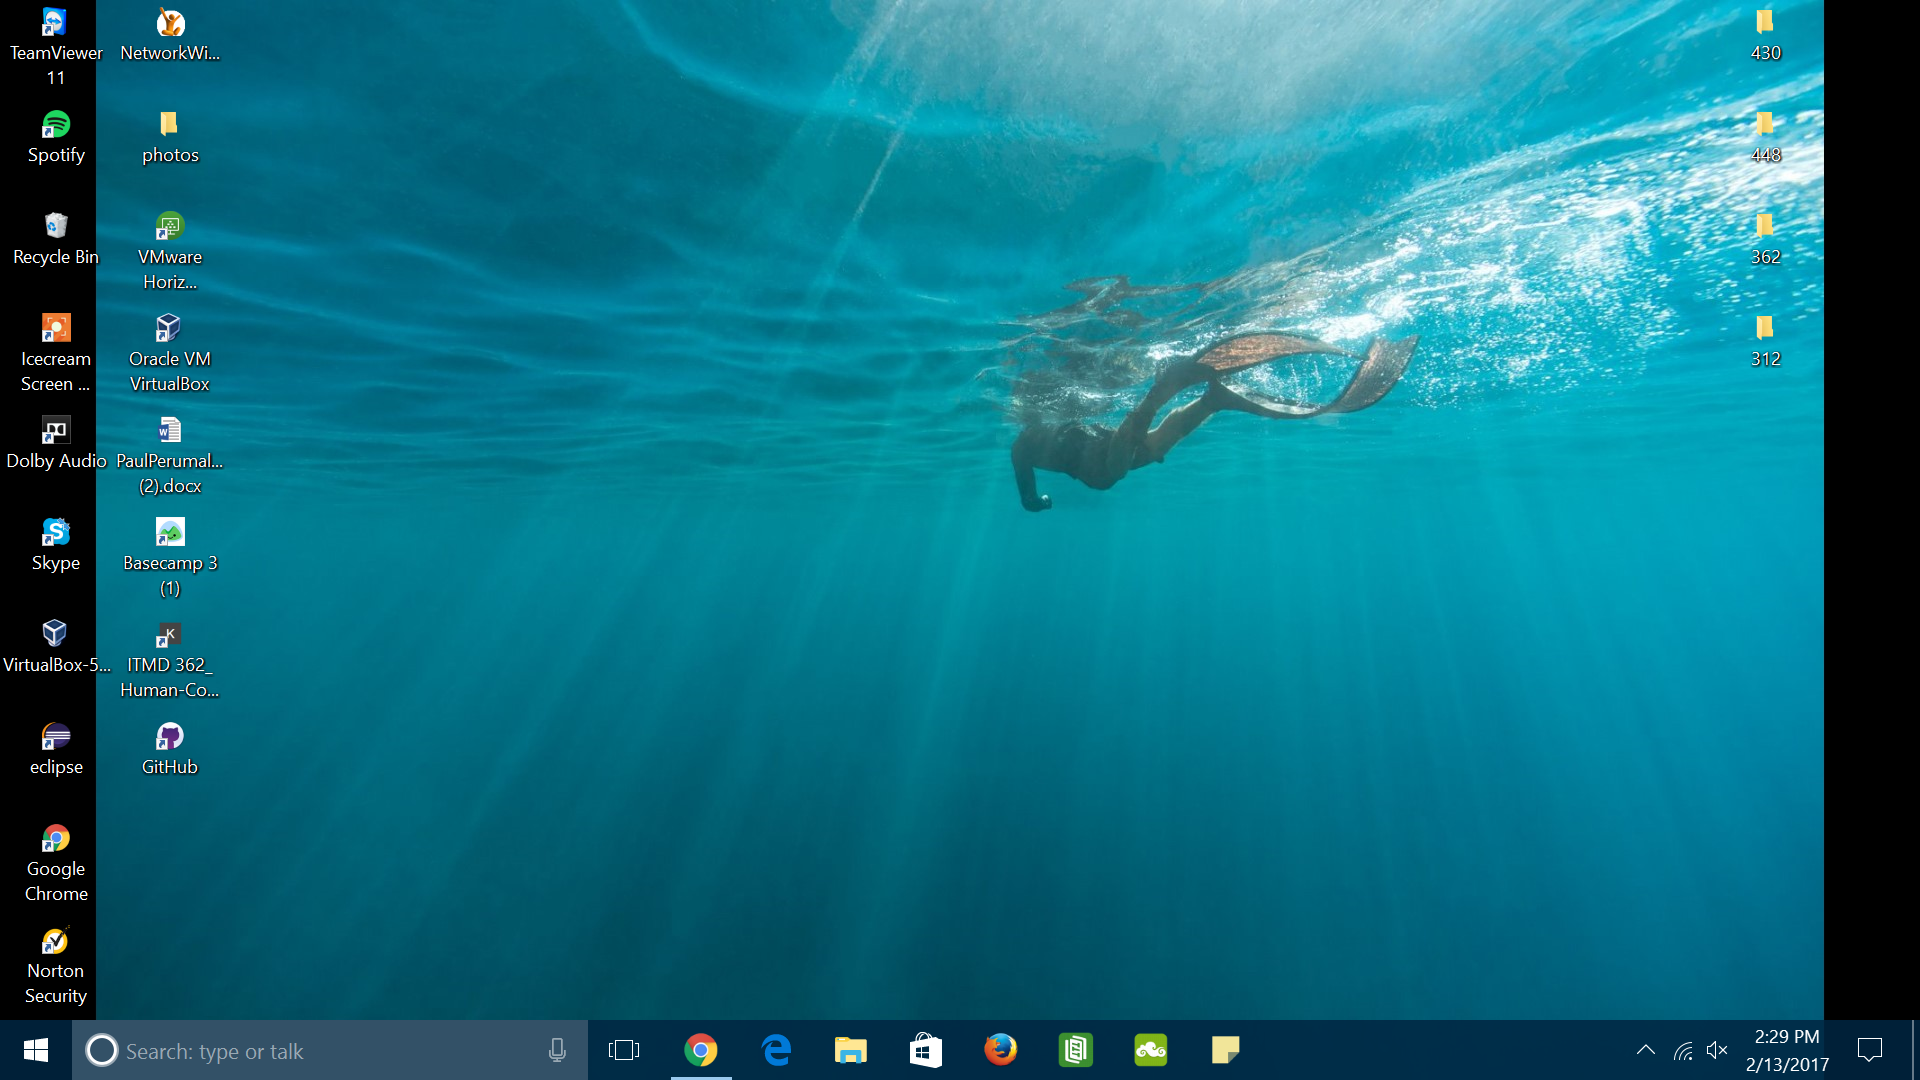 TeamViewer
11
Spotify
Recycle Bin
Icecream
Screen ...
Dolby Audio
Skype
VirtualBox-5...
eclipse
Google
Chrome
Norton
Security
NetworkWi...
photos
VMware
Horiz...
Oracle VM
VirtualBox
PaulPerumal...
(2).docx
Basecamp 3
(1)
K
ITMD 362_
Human-Co...
GitHub
430
448
362
312
Search: type or talk
2:29 PM
2/13/2017